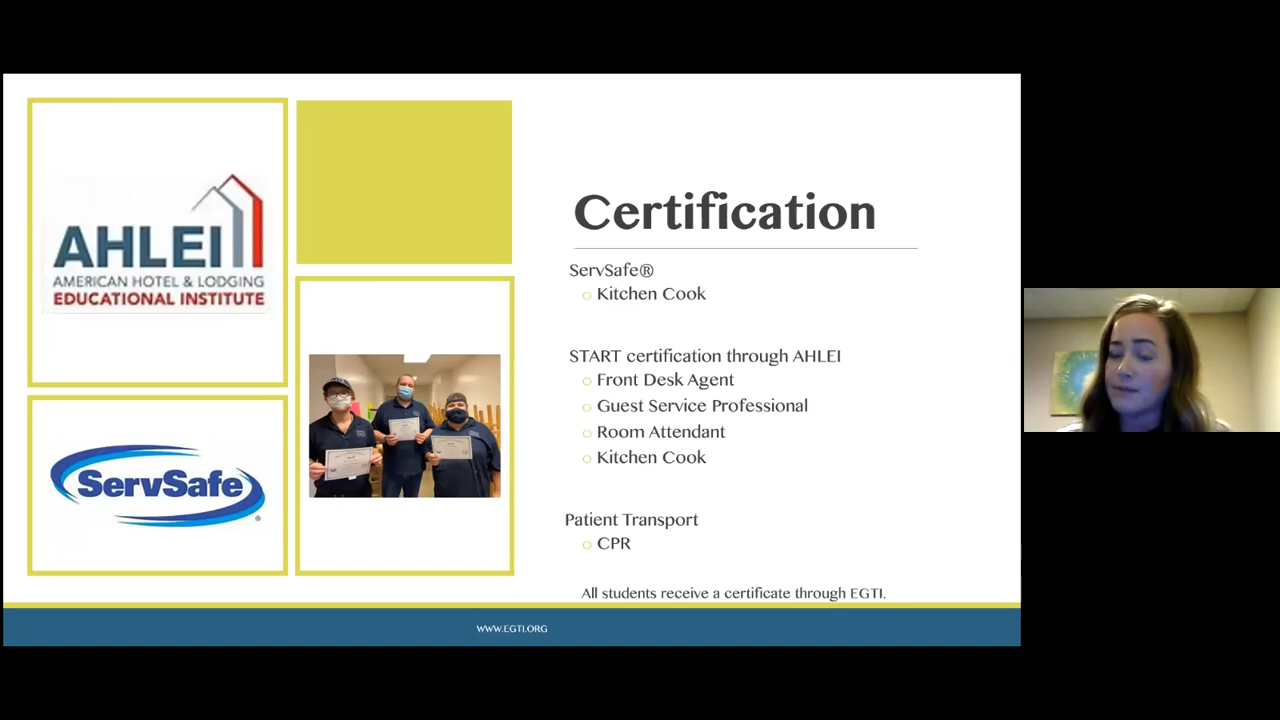 AHLEI
AMERICAN HOTEL & LODGING
EDUCATIONAL INSTITUTE
ServSafe®
Certification
ServSafe®
Kitchen Cook
START certification through AHLEI
Front Desk Agent
Guest Service Professional
Room Attendant
Kitchen Cook
Patient Transport
CPR
All students receive a certificate through EGTI.
WWW.EGTI.ORG